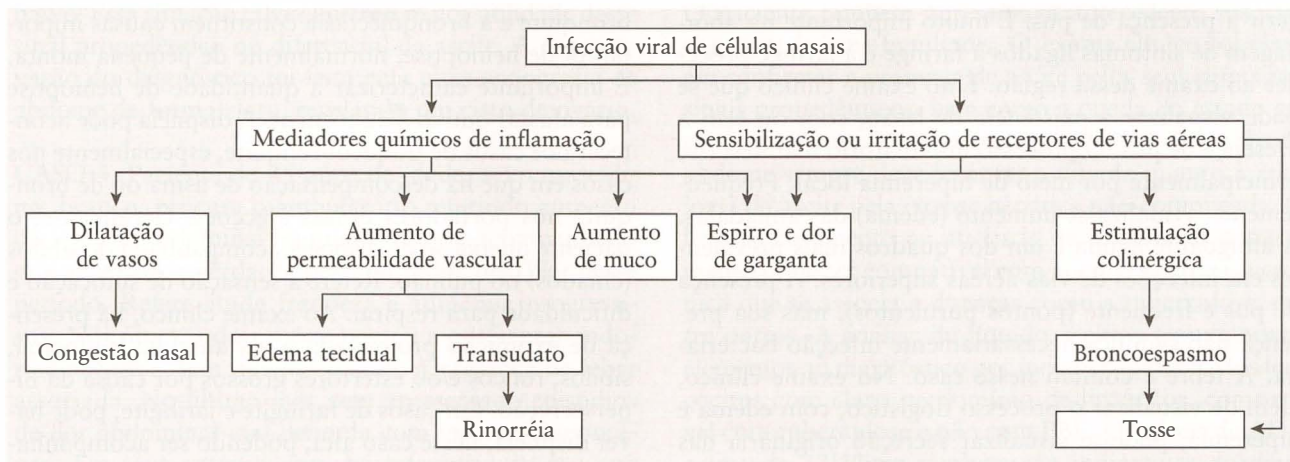 Infecção viral de células nasais
Mediadores químicos de inflamação
Sensibilização ou irritação de receptores de vias aéreas
Dilatação
de vasos
Aumento de
permeabilidade vascular
Aumento
de muco
Espirro e dor
de garganta
Estimulação
colinérgica
Congestão nasal
Edema tecidual
Transudato
Broncoespasmo
Rinorréia
Tosse